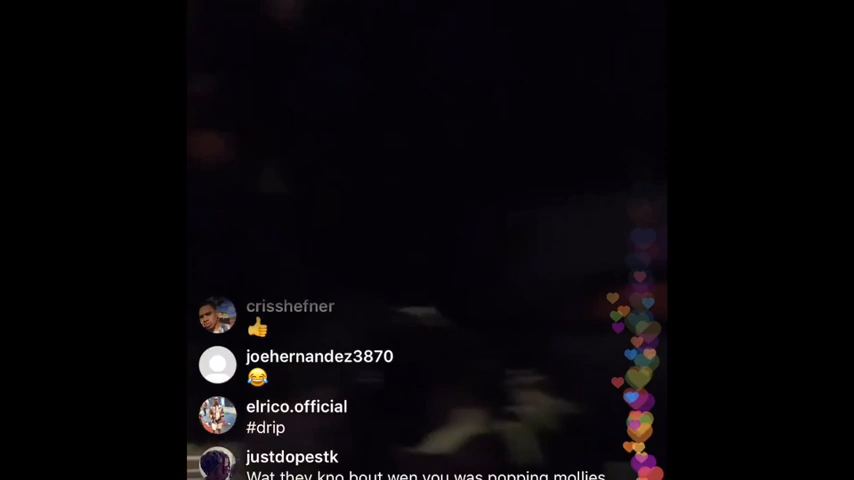 crisshefner
👍
joehernandez3870
😂
elrico.official
#drip
justdopestk
Wat they kno bout wen you was popping mollies